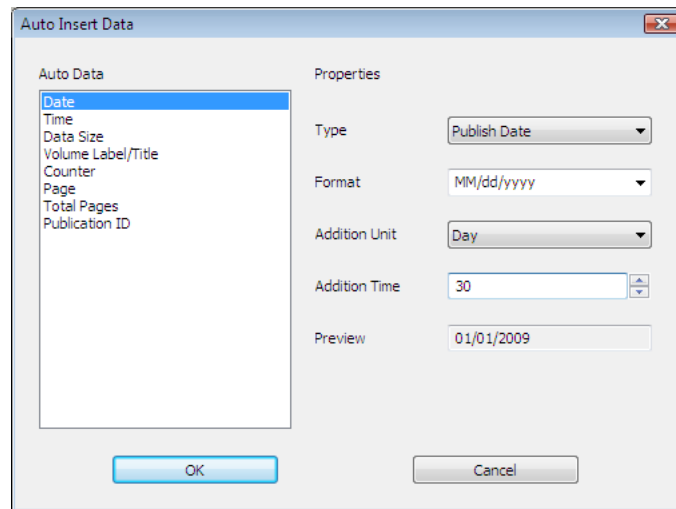 Auto Insert Data
Auto Data
Date
Time
Data Size
Volume Label/Title
Counter
Page
Total Pages
Publication ID
Properties
Type
Publish Date
Format
MM/dd/yyyy
Addition Unit
Day
Addition Time
30
Preview
01/01/2009
OK
Cancel